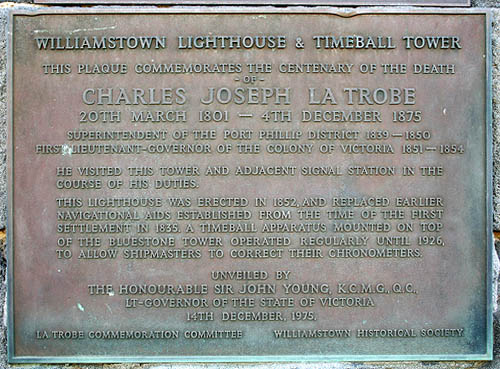 WILLIAMSTOWN LIGHTHOUSE & TIMEBALL TOWER
THIS PLAQUE COMMEMORATES THE CENTENARY OF THE DEATH
- OF -
CHARLES JOSEPH LA TROBE
20TH MARCH 1801 — 4TH DECEMBER 1875
SUPERINTENDENT OF THE PORT PHILLIP DISTRICT 1839 — 1850
FIRST LIEUTENANT-GOVERNOR OF THE COLONY OF VICTORIA 1851 — 1854
HE VISITED THIS TOWER AND ADJACENT SIGNAL STATION IN THE
COURSE OF HIS DUTIES.
THIS LIGHTHOUSE WAS ERECTED IN 1852, AND REPLACED EARLIER
NAVIGATIONAL AIDS ESTABLISHED FROM THE TIME OF THE FIRST
SETTLEMENT IN 1835. A TIMEBALL APPARATUS MOUNTED ON TOP
OF THE BLUESTONE TOWER OPERATED REGULARLY UNTIL 1926,
TO ALLOW SHIPMASTERS TO CORRECT THEIR CHRONOMETERS.
UNVEILED BY
THE HONOURABLE SIR JOHN YOUNG, K.C.M.G., Q.C.,
LT-GOVERNOR OF THE STATE OF VICTORIA
14TH DECEMBER, 1975.
LA TROBE COMMEMORATION COMMITTEE WILLIAMSTOWN HISTORICAL SOCIETY